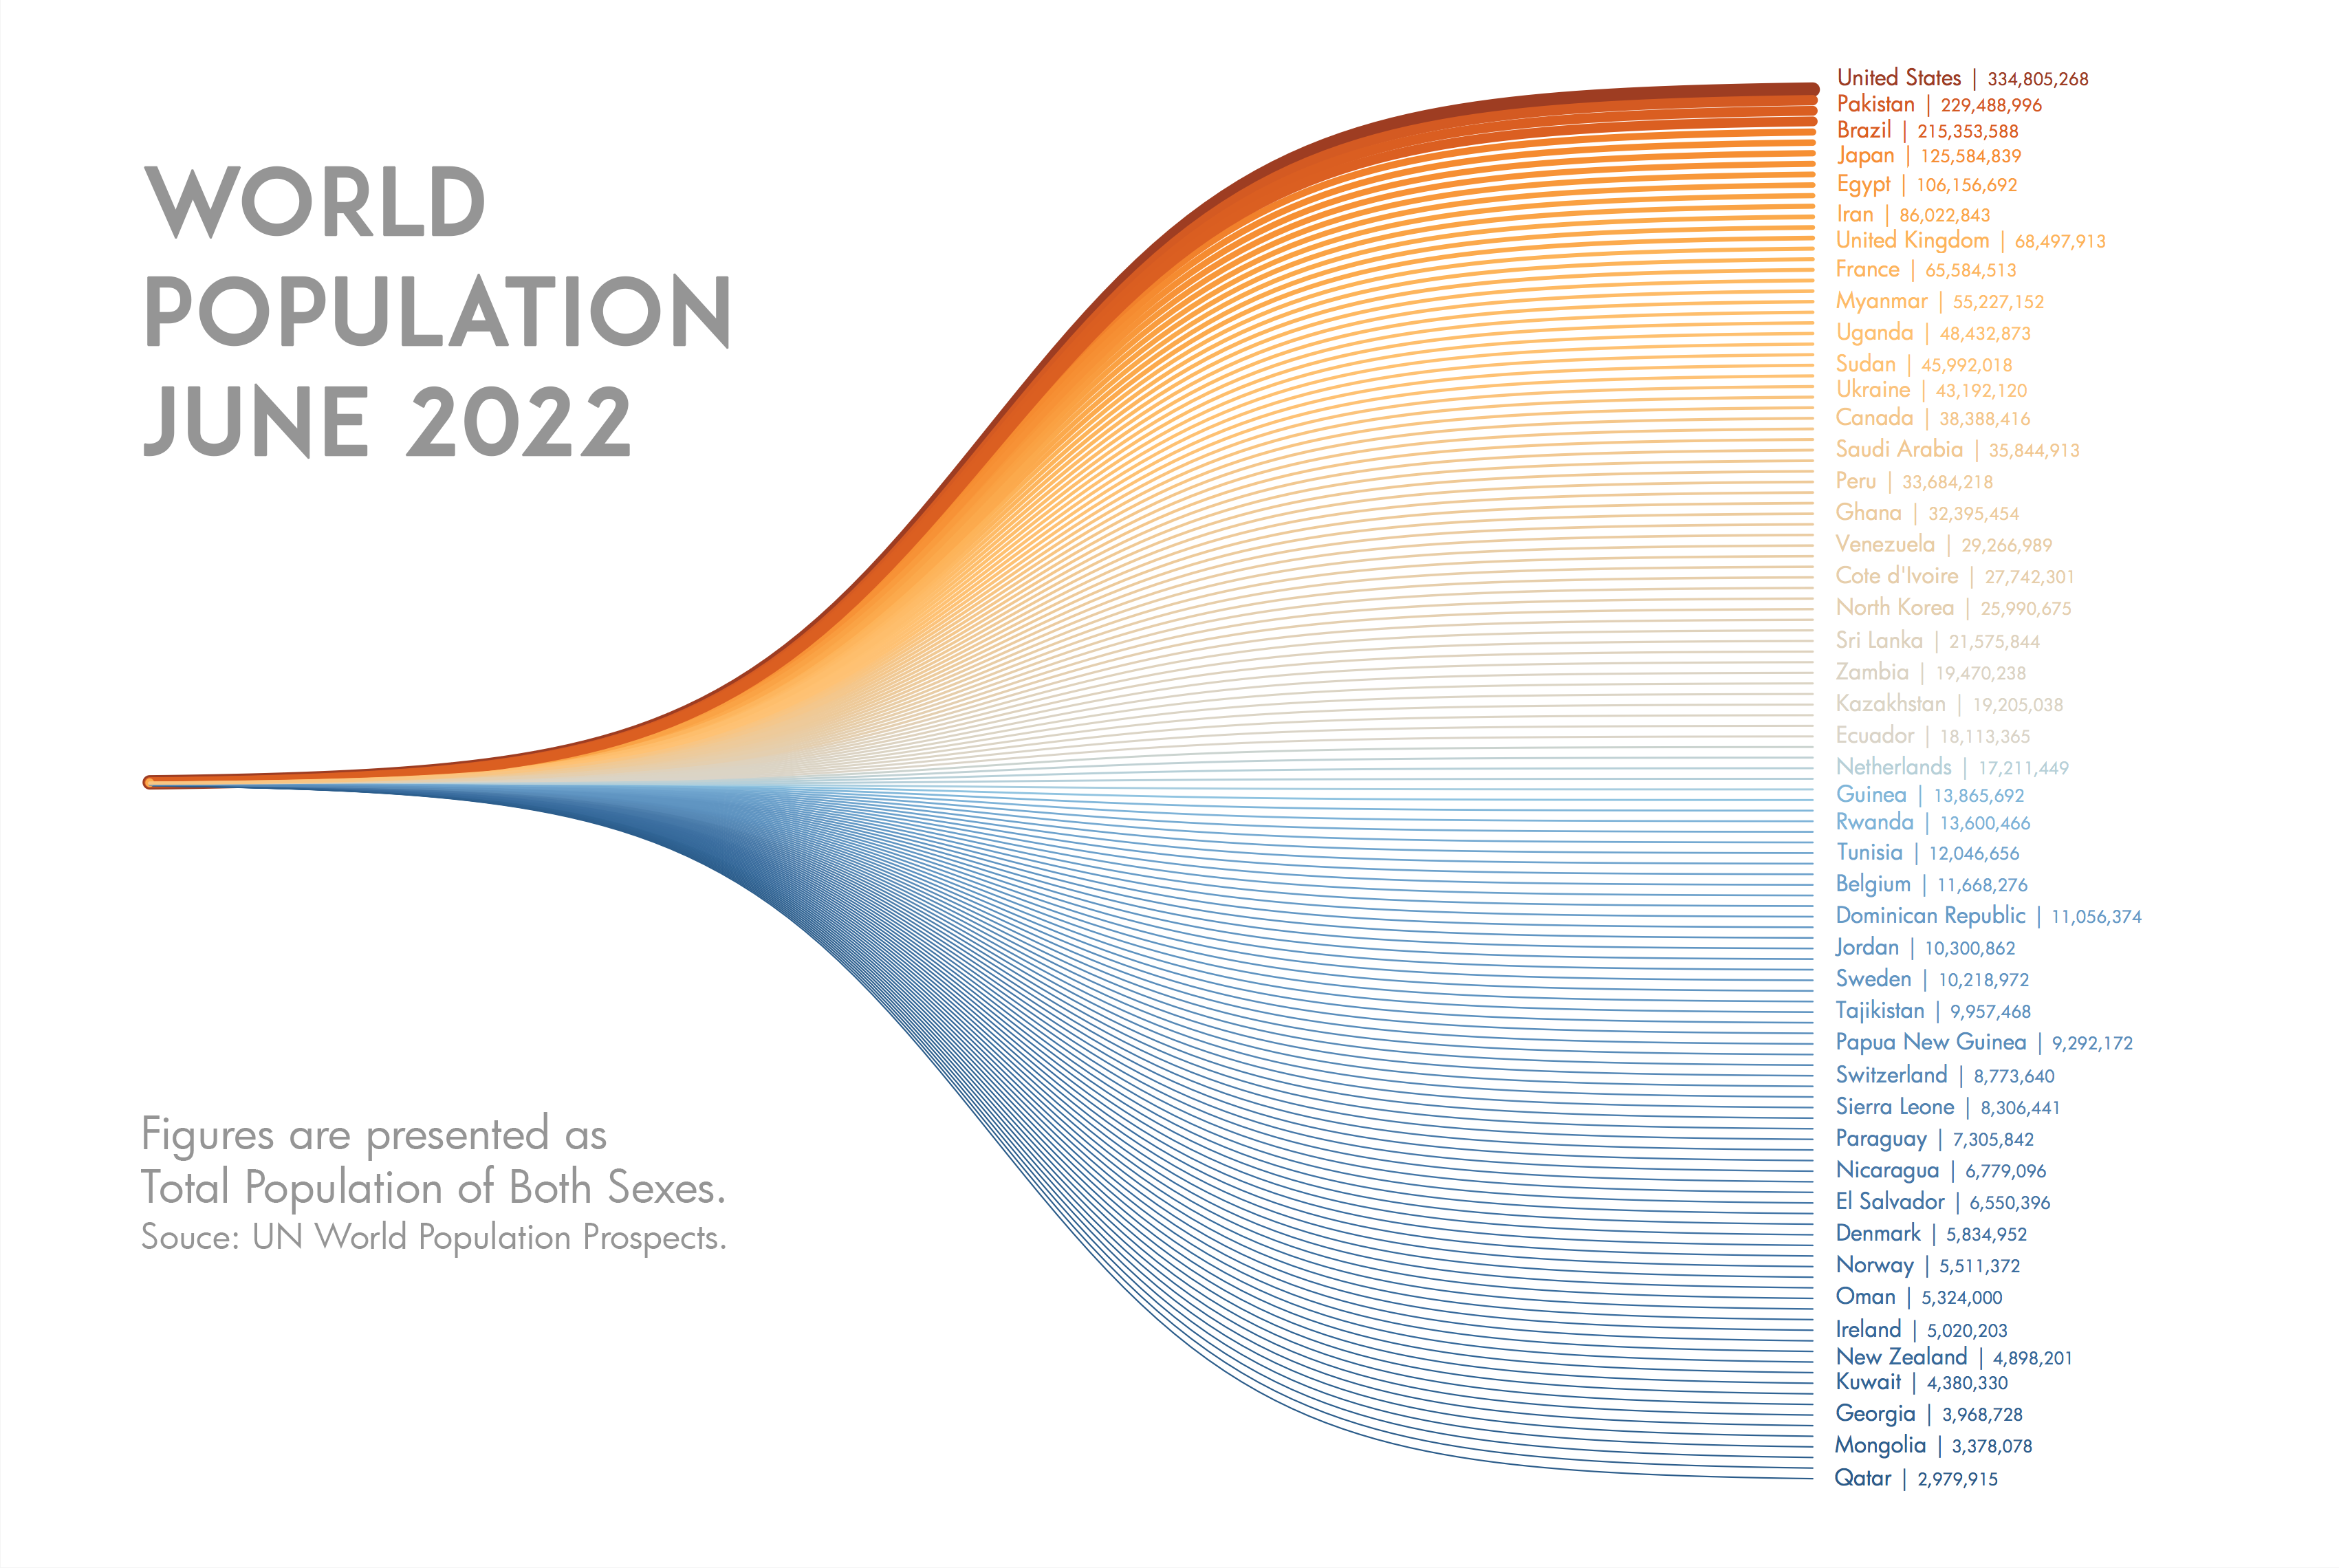 WORLD
POPULATION
JUNE 2022
Figures are presented as
Total Population of Both Sexes.
Souce: UN World Population Prospects.
United States | 334,805,268
Pakistan | 229,488,996
Brazil | 215,353,588
Japan | 125,584,839
Egypt | 106,156,692
Iran | 86,022,843
United Kingdom | 68,497,913
France | 65,584,513
Myanmar | 55,227,152
Uganda | 48,432,873
Sudan | 45,992,018
Ukraine | 43,192,120
Canada | 38,388,416
Saudi Arabia | 35,844,913
Peru | 33,684,218
Ghana | 32,395,454
Venezuela | 29,266,989
Cote d'Ivoire | 27,742,301
North Korea | 25,990,675
Sri Lanka | 21,575,844
Zambia | 19,470,238
Kazakhstan | 19,205,038
Ecuador | 18,113,365
Netherlands | 17,211,449
Guinea | 13,865,692
Rwanda | 13,600,466
Tunisia | 12,046,656
Belgium | 11,668,276
Dominican Republic | 11,056,374
Jordan | 10,300,862
Sweden | 10,218,972
Tajikistan | 9,957,468
Papua New Guinea | 9,292,172
Switzerland | 8,773,640
Sierra Leone | 8,306,441
Paraguay | 7,305,842
Nicaragua | 6,779,096
El Salvador | 6,550,396
Denmark | 5,834,952
Norway | 5,511,372
Oman | 5,324,000
Ireland | 5,020,203
New Zealand | 4,898,201
Kuwait | 4,380,330
Georgia | 3,968,728
Mongolia | 3,378,078
Qatar | 2,979,915